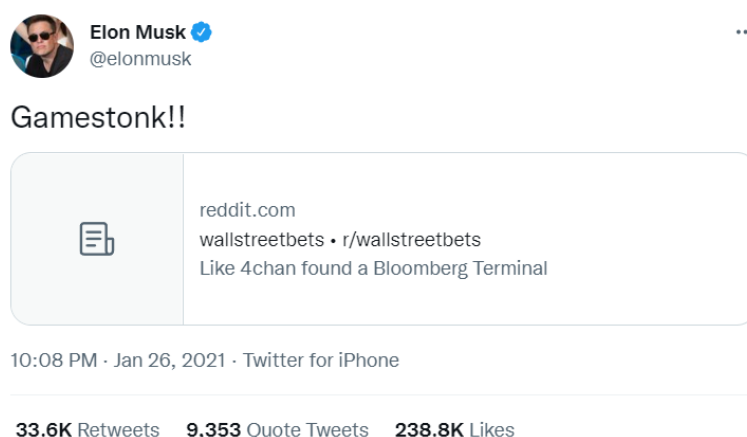 Elon Musk
@elonmusk
Gamestonk!!
reddit.com
wallstreetbets • r/wallstreetbets
Like 4chan found a Bloomberg Terminal
10:08 PM · Jan 26, 2021 · Twitter for iPhone
33.6K Retweets 9.353 Quote Tweets 238.8K Likes